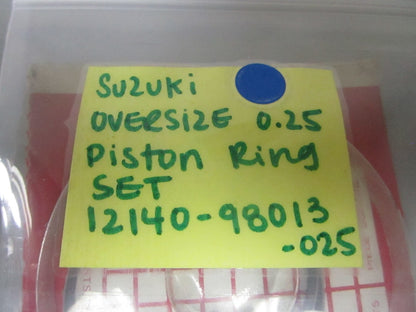 SUZUKI
OVERSIZE 0.25
Piston Ring
SET
12140-98013
-025